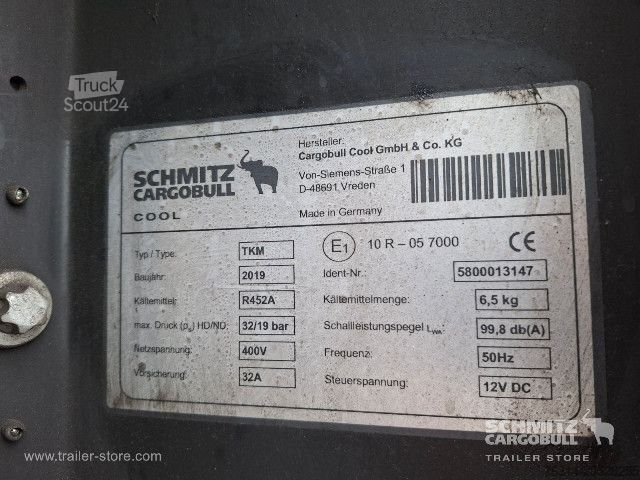 Truck
Scout24
SCHMITZ
CARGOBULL
COOL
Hersteller:
Cargobull Cool GmbH & Co. KG
Von-Siemens-Straße 1
D-48691 Vreden
Made in Germany
Typ / Type: TKM
Baujahr: 2019
Kältemittel: R452A
max. Druck (ps) HD/ND: 32/19 bar
Netzspannung: 400V
Vorsicherung: 32A
E1 10 R – 05 7000 CE
Ident-Nr.: 5800013147
Kältemittelmenge: 6,5 kg
Schallleistungspegel LWA: 99,8 db(A)
Frequenz: 50Hz
Steuerspannung: 12V DC
www.trailer-store.com
SCHMITZ
CARGOBULL
TRAILER STORE